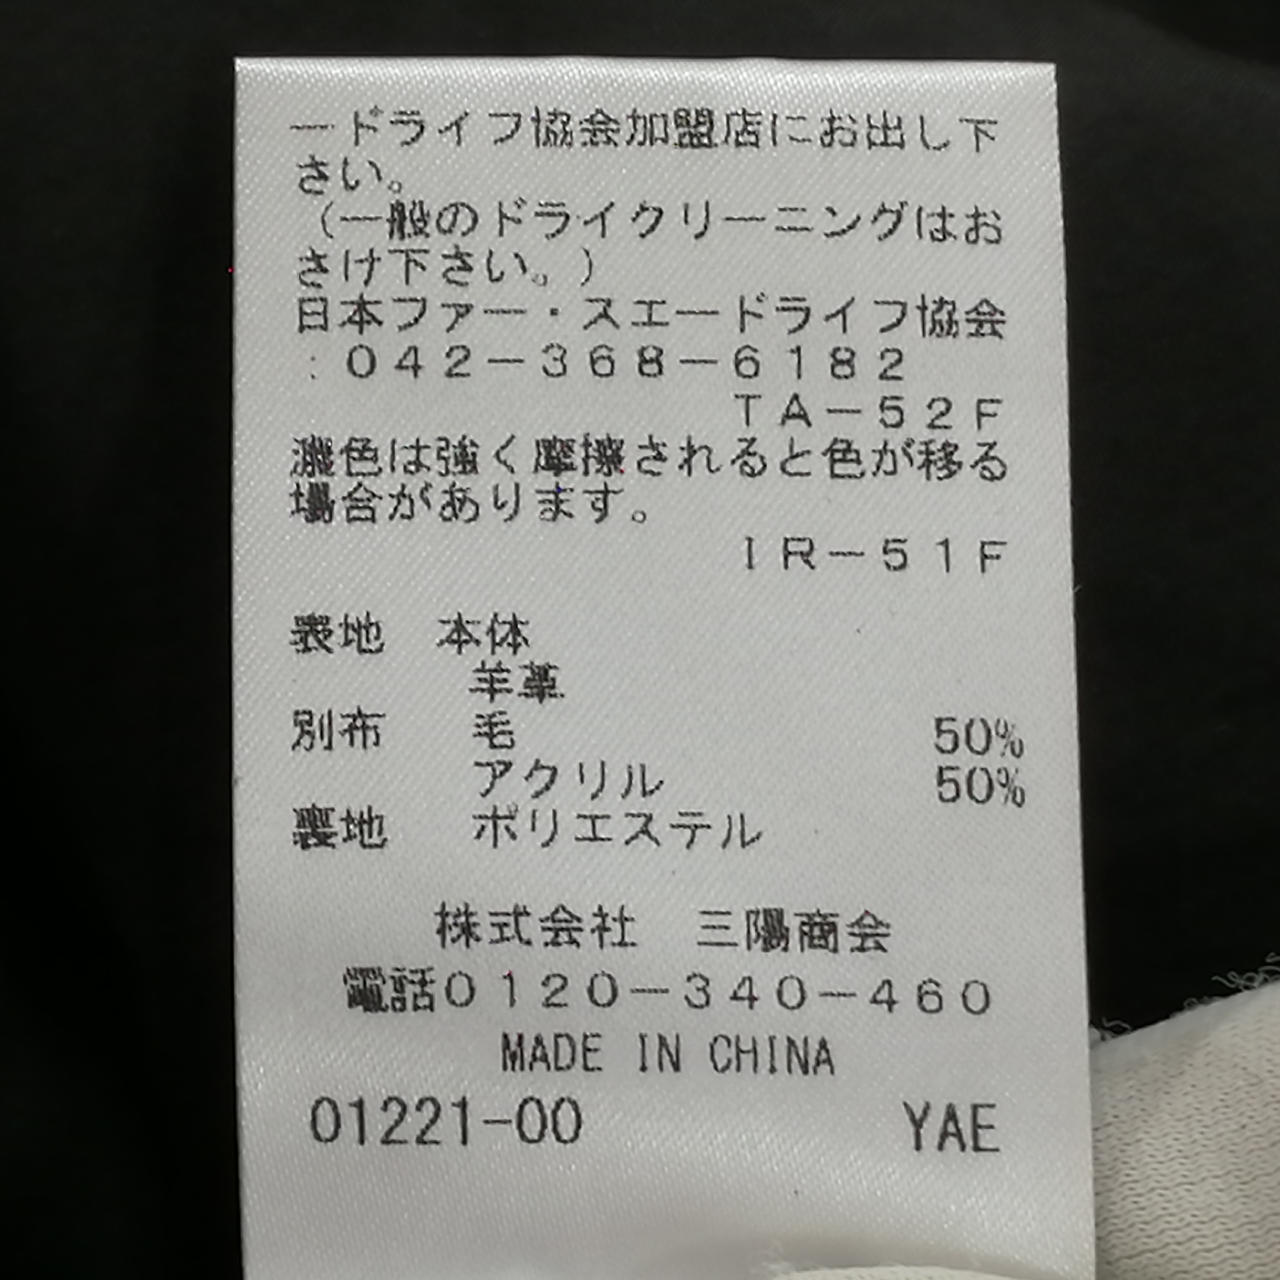 ードライフ協会加盟店にお出し下
さい。
（一般のドライクリーニングはお
さけ下さい。）
日本ファー・スエードライフ協会
：０４２－３６８－６１８２
ＴＡ－５２Ｆ
濃色は強く摩擦されると色が移る
場合があります。
ＩＲ－５１Ｆ
表地　本体
羊革
別布　毛　50%
アクリル　50%
裏地　ポリエステル
株式会社　三陽商会
電話０１２０－３４０－４６０
MADE IN CHINA
01221-00　YAE